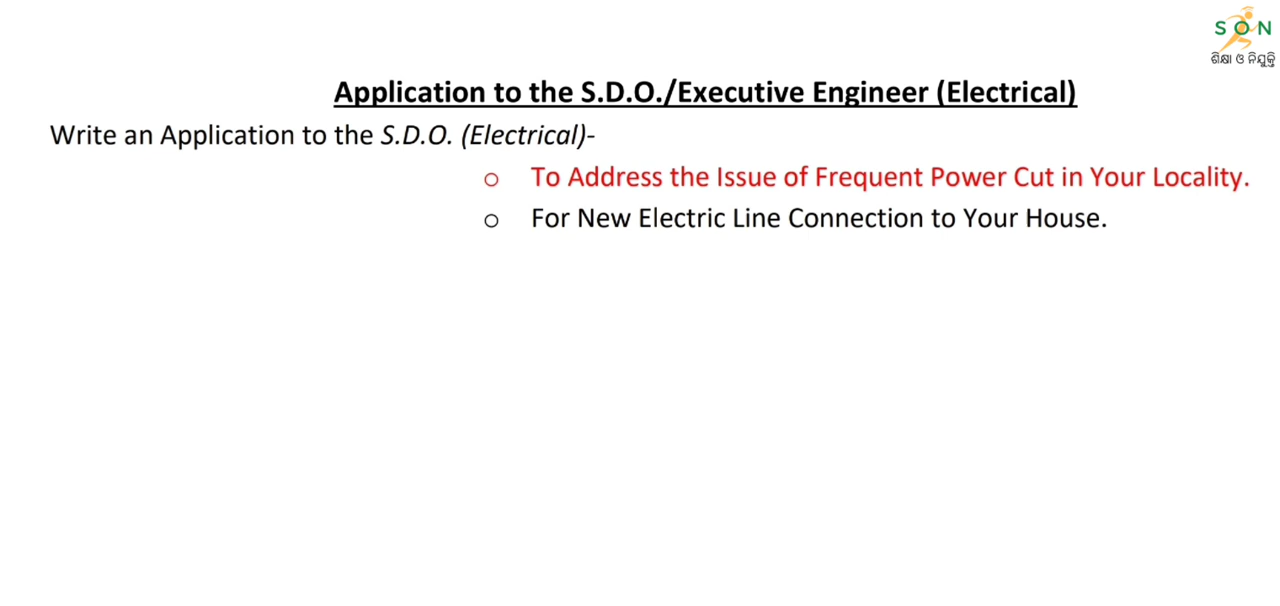 SON
ଶିକ୍ଷା ଓ ନିଯୁକ୍ତି
Application to the S.D.O./Executive Engineer (Electrical)
Write an Application to the S.D.O. (Electrical)-
o To Address the Issue of Frequent Power Cut in Your Locality.
o For New Electric Line Connection to Your House.